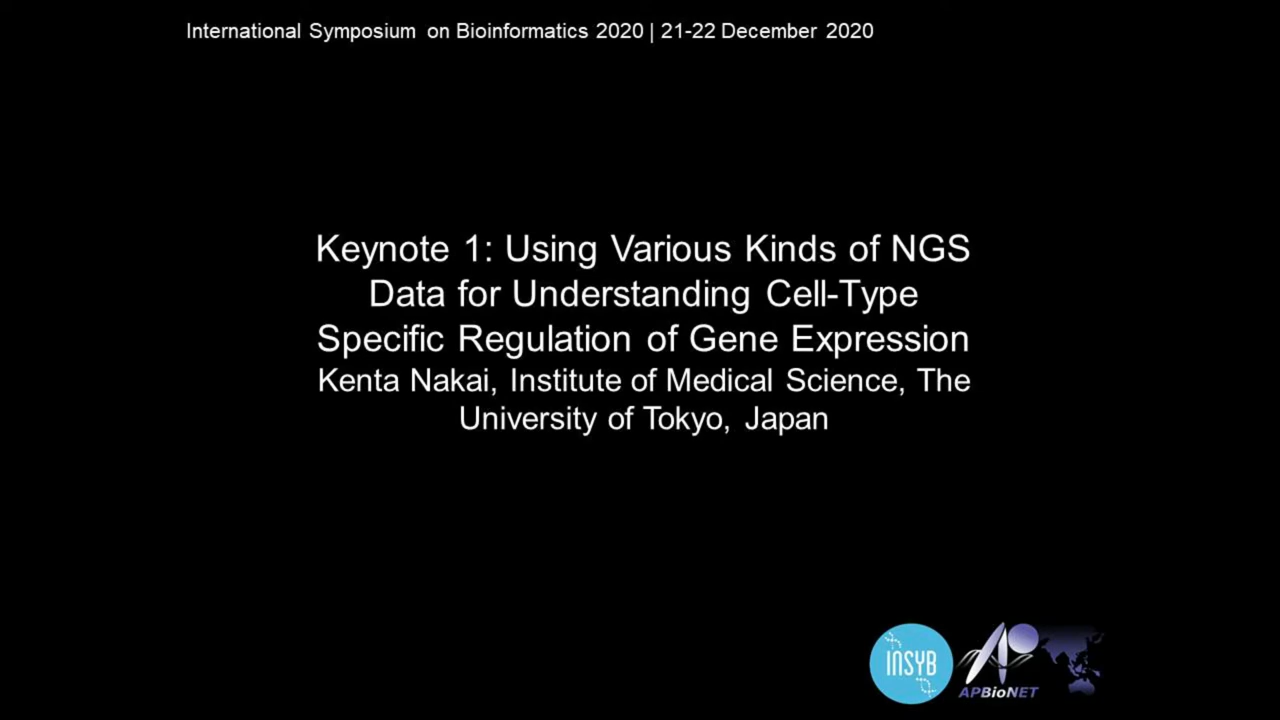 International Symposium on Bioinformatics 2020 | 21-22 December 2020
Keynote 1: Using Various Kinds of NGS
Data for Understanding Cell-Type
Specific Regulation of Gene Expression
Kenta Nakai, Institute of Medical Science, The
University of Tokyo, Japan
INSYB
APBioNET